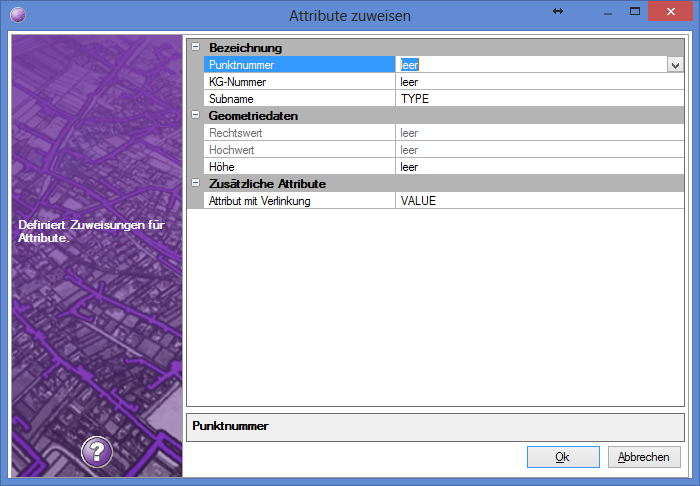 Attribute zuweisen
Definiert Zuweisungen für
Attribute.
Bezeichnung
Punktnummer leer
KG-Nummer leer
Subname TYPE
Geometriedaten
Rechtswert leer
Hochwert leer
Höhe leer
Zusätzliche Attribute
Attribut mit Verlinkung VALUE
Punktnummer
?
Ok Abbrechen